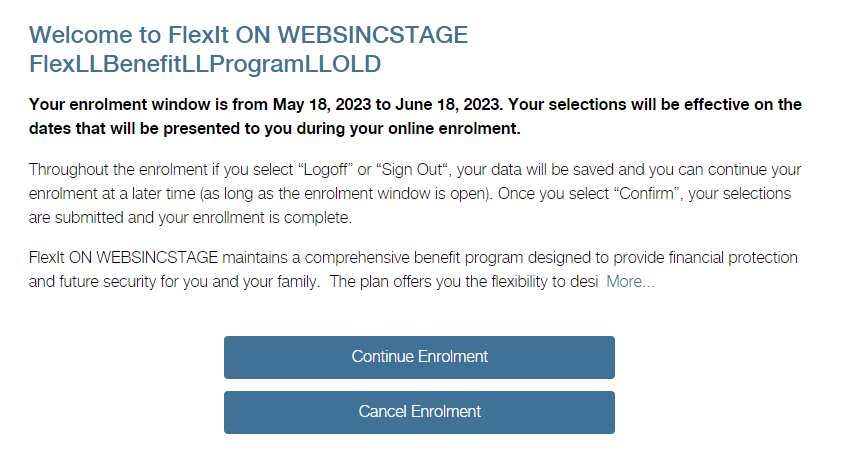 Welcome to FlexIt ON WEBSINCSTAGE
FlexLLBenefitLLProgramLLOLD
Your enrolment window is from May 18, 2023 to June 18, 2023. Your selections will be effective on the
dates that will be presented to you during your online enrolment.
Throughout the enrolment if you select “Logoff” or “Sign Out“, your data will be saved and you can continue your
enrolment at a later time (as long as the enrolment window is open). Once you select “Confirm”, your selections
are submitted and your enrollment is complete.
FlexIt ON WEBSINCSTAGE maintains a comprehensive benefit program designed to provide financial protection
and future security for you and your family.  The plan offers you the flexibility to desi  More...
Continue Enrolment
Cancel Enrolment